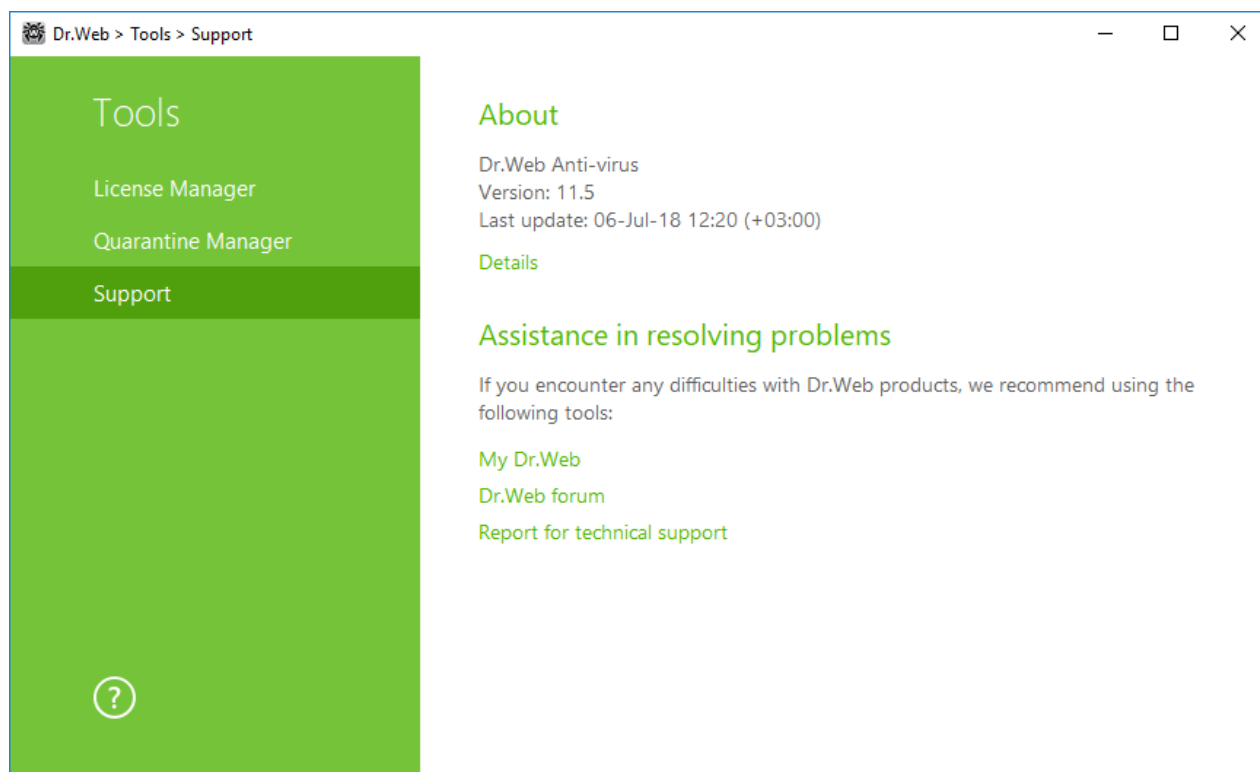 Dr.Web > Tools > Support
Tools
License Manager
Quarantine Manager
Support
?
About
Dr.Web Anti-virus
Version: 11.5
Last update: 06-Jul-18 12:20 (+03:00)
Details
Assistance in resolving problems
If you encounter any difficulties with Dr.Web products, we recommend using the
following tools:
My Dr.Web
Dr.Web forum
Report for technical support